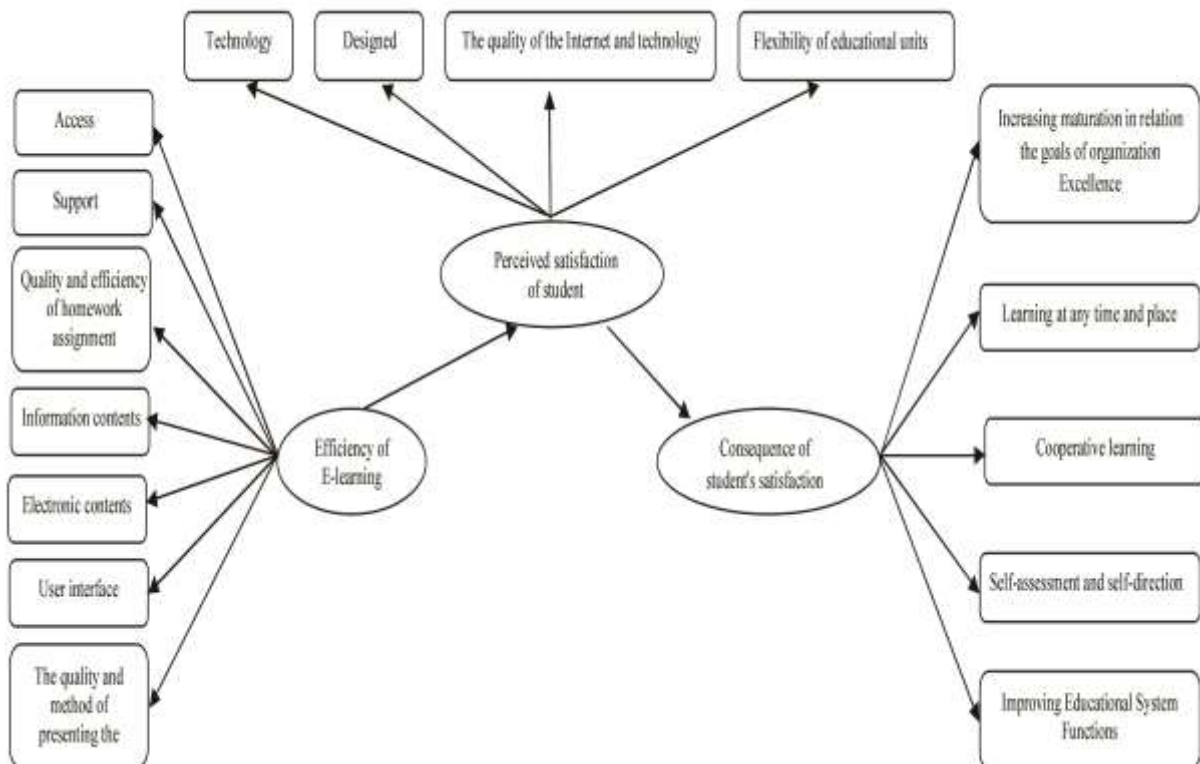 Technology
Designed
The quality of the Internet and technology
Flexibility of educational units
Access
Support
Quality and efficiency
of homework
assignment
Information contents
Electronic contents
User interface
The quality and
method of
presenting the
Efficiency of
E-learning
Perceived satisfaction
of student
Consequence of
student's satisfaction
Increasing maturation in relation
the goals of organization
Excellence
Learning at any time and place
Cooperative learning
Self-assessment and self-direction
Improving Educational System
Functions